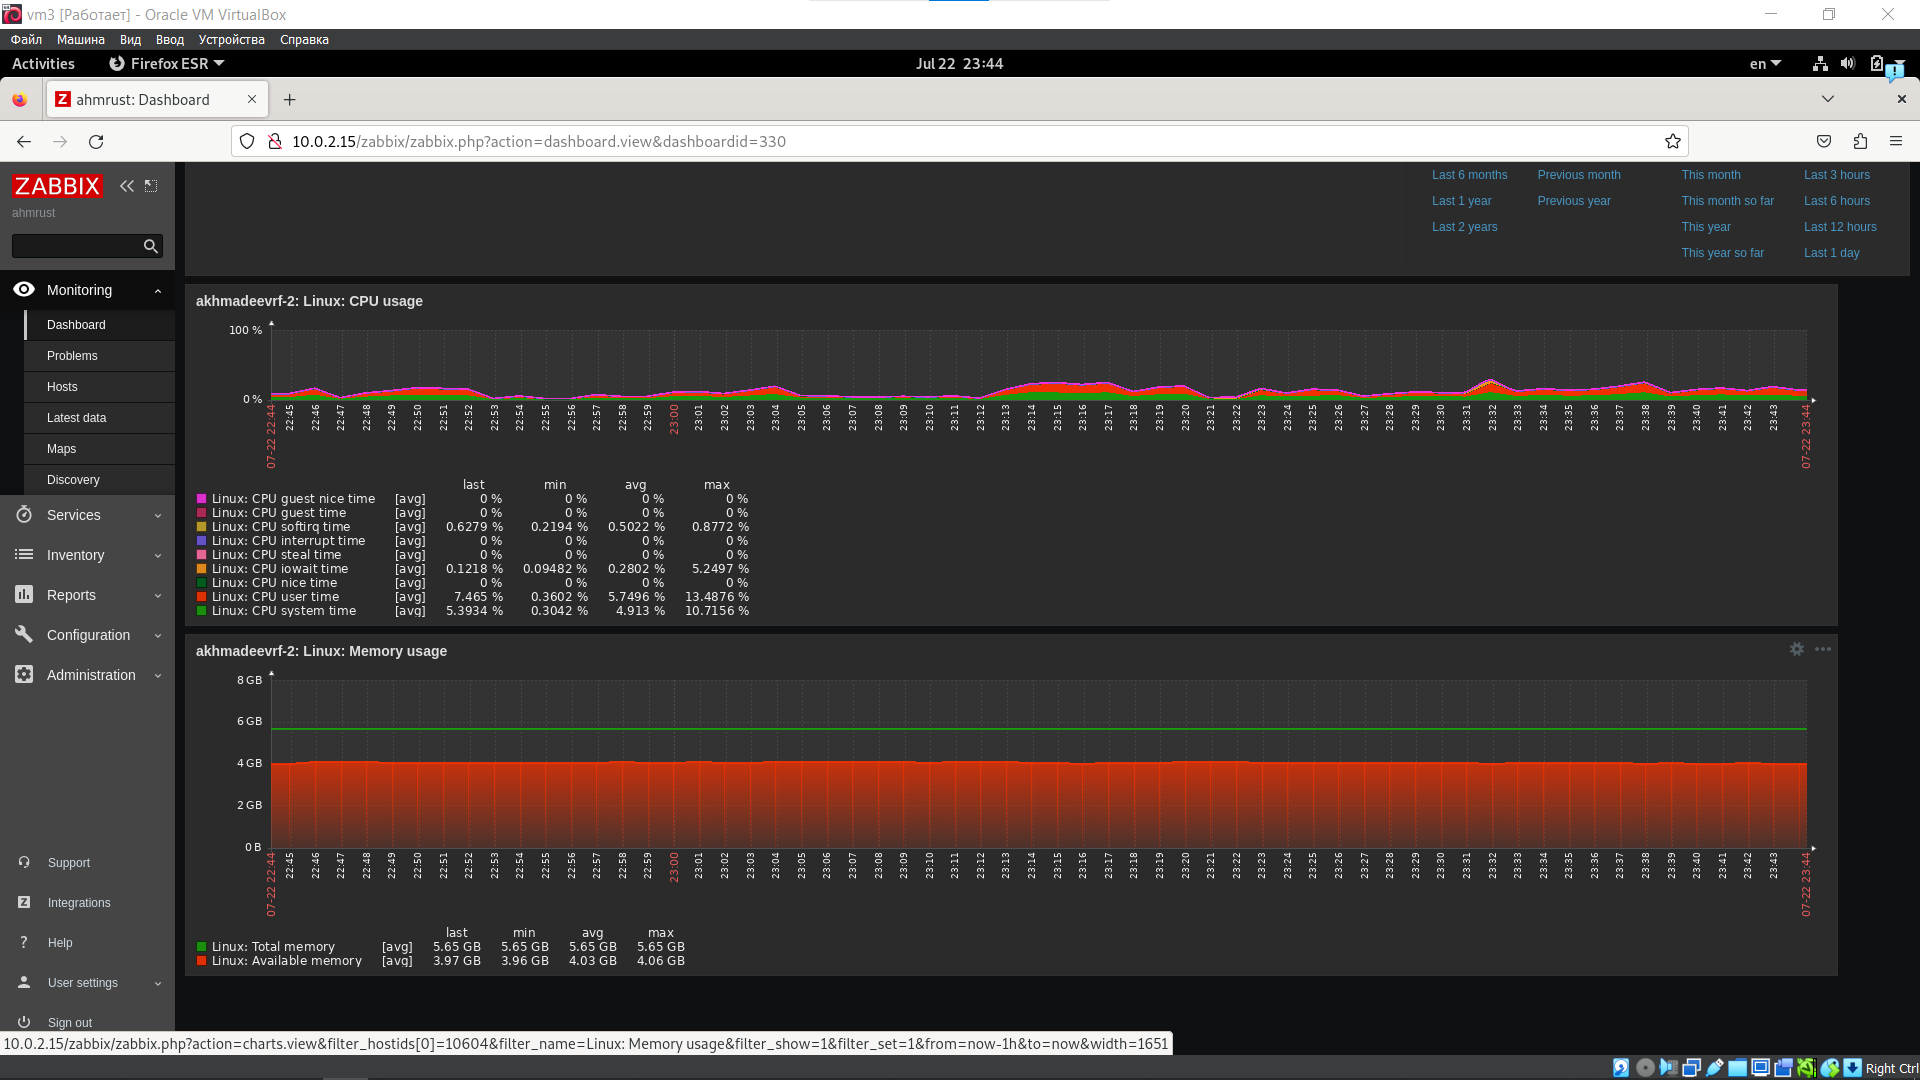 vm3 [Работает] - Oracle VM VirtualBox
Файл Машина Вид Ввод Устройства Справка
Activities Firefox ESR Jul 22 23:44 en
ahmrust: Dashboard
10.0.2.15/zabbix/zabbix.php?action=dashboard.view&dashboardid=330
ZABBIX
ahmrust
Monitoring
Dashboard
Problems
Hosts
Latest data
Maps
Discovery
Services
Inventory
Reports
Configuration
Administration
Support
Integrations
Help
User settings
Sign out
Last 6 months Previous month This month Last 3 hours
Last 1 year Previous year This month so far Last 6 hours
Last 2 years This year Last 12 hours
This year so far Last 1 day
akhmadeevrf-2: Linux: CPU usage
100 %
0 %
07-22 22:44 22:45 22:46 22:47 22:48 22:49 22:50 22:51 22:52 22:53 22:54 22:55 22:56 22:57 22:58 22:59 23:00 23:01 23:02 23:03 23:04 23:05 23:06 23:07 23:08 23:09 23:10 23:11 23:12 23:13 23:14 23:15 23:16 23:17 23:18 23:19 23:20 23:21 23:22 23:23 23:24 23:25 23:26 23:27 23:28 23:29 23:30 23:31 23:32 23:33 23:34 23:35 23:36 23:37 23:38 23:39 23:40 23:41 23:42 23:43 07-22 23:44
last min avg max
Linux: CPU guest nice time [avg] 0 % 0 % 0 % 0 %
Linux: CPU guest time [avg] 0 % 0 % 0 % 0 %
Linux: CPU softirq time [avg] 0.6279 % 0.2194 % 0.5022 % 0.8772 %
Linux: CPU interrupt time [avg] 0 % 0 % 0 % 0 %
Linux: CPU steal time [avg] 0 % 0 % 0 % 0 %
Linux: CPU iowait time [avg] 0.1218 % 0.09482 % 0.2802 % 5.2497 %
Linux: CPU nice time [avg] 0 % 0 % 0 % 0 %
Linux: CPU user time [avg] 7.465 % 0.3602 % 5.7496 % 13.4876 %
Linux: CPU system time [avg] 5.3934 % 0.3042 % 4.913 % 10.7156 %
akhmadeevrf-2: Linux: Memory usage
8 GB
6 GB
4 GB
2 GB
0 B
07-22 22:44 22:45 22:46 22:47 22:48 22:49 22:50 22:51 22:52 22:53 22:54 22:55 22:56 22:57 22:58 22:59 23:00 23:01 23:02 23:03 23:04 23:05 23:06 23:07 23:08 23:09 23:10 23:11 23:12 23:13 23:14 23:15 23:16 23:17 23:18 23:19 23:20 23:21 23:22 23:23 23:24 23:25 23:26 23:27 23:28 23:29 23:30 23:31 23:32 23:33 23:34 23:35 23:36 23:37 23:38 23:39 23:40 23:41 23:42 23:43 07-22 23:44
last min avg max
Linux: Total memory [avg] 5.65 GB 5.65 GB 5.65 GB 5.65 GB
Linux: Available memory [avg] 3.97 GB 3.96 GB 4.03 GB 4.06 GB
10.0.2.15/zabbix/zabbix.php?action=charts.view&filter_hostids[0]=10604&filter_name=Linux: Memory usage&filter_show=1&filter_set=1&from=now-1h&to=now&width=1651
Right Ctrl